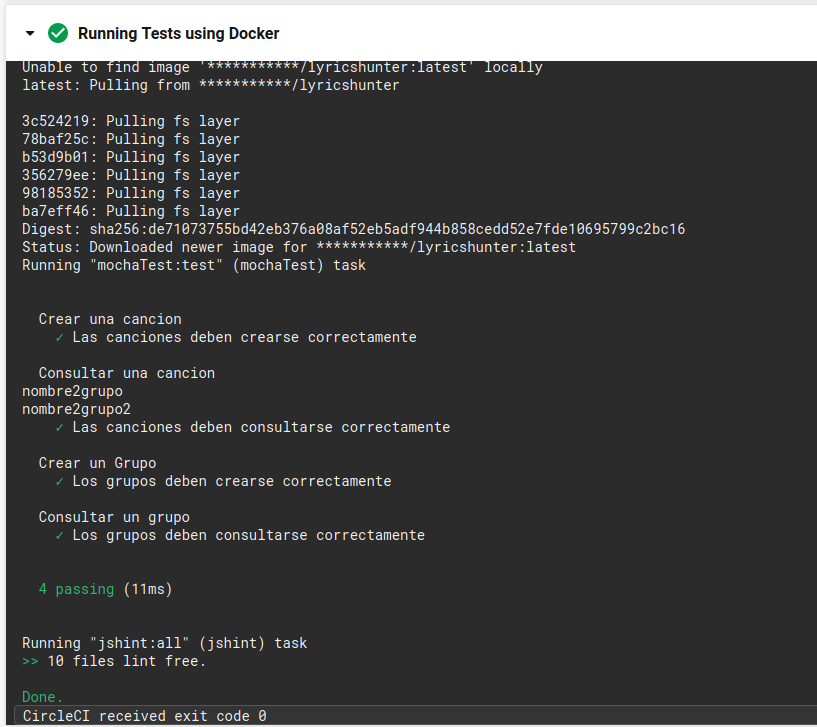 Running Tests using Docker
Unable to find image '***********/lyricshunter:latest' locally
latest: Pulling from ***********/lyricshunter
3c524219: Pulling fs layer
78baf25c: Pulling fs layer
b53d9b01: Pulling fs layer
356279ee: Pulling fs layer
98185352: Pulling fs layer
ba7eff46: Pulling fs layer
Digest: sha256:de71073755bd42eb376a08af52eb5adf944b858cedd52e7fde10695799c2bc16
Status: Downloaded newer image for ***********/lyricshunter:latest
Running "mochaTest:test" (mochaTest) task
Crear una cancion
✓ Las canciones deben crearse correctamente
Consultar una cancion
nombre2grupo
nombre2grupo2
✓ Las canciones deben consultarse correctamente
Crear un Grupo
✓ Los grupos deben crearse correctamente
Consultar un grupo
✓ Los grupos deben consultarse correctamente
4 passing (11ms)
Running "jshint:all" (jshint) task
>> 10 files lint free.
Done.
CircleCI received exit code 0